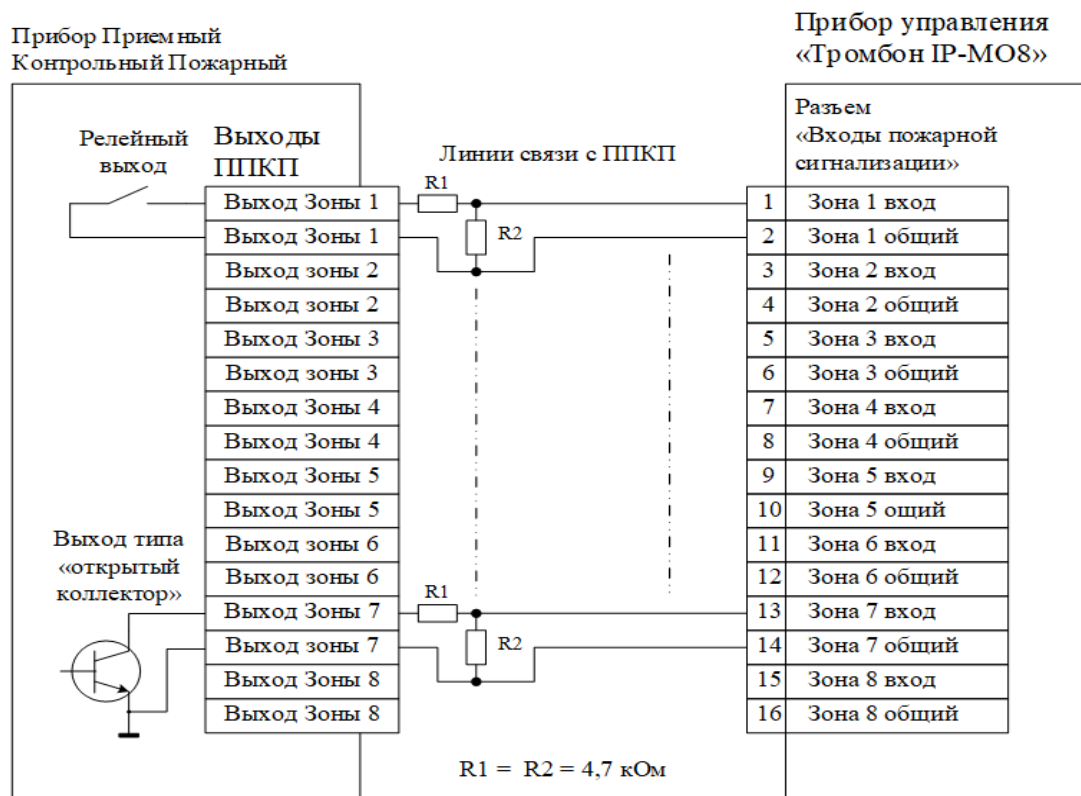 Прибор Приемный
Контрольный Пожарный
Прибор управления
«Тромбон IP-МО8»
Релейный
выход
Выходы
ППКП
Линии связи с ППКП
Разъем
«Входы пожарной
сигнализации»
R1
R2
Выход Зоны 1
Выход Зоны 1
Выход зоны 2
Выход зоны 2
Выход Зоны 3
Выход Зоны 3
Выход Зоны 4
Выход Зоны 4
Выход Зоны 5
Выход Зоны 5
Выход зоны 6
Выход зоны 6
Выход Зоны 7
Выход зоны 7
Выход Зоны 8
Выход Зоны 8
1 Зона 1 вход
2 Зона 1 общий
3 Зона 2 вход
4 Зона 2 общий
5 Зона 3 вход
6 Зона 3 общий
7 Зона 4 вход
8 Зона 4 общий
9 Зона 5 вход
10 Зона 5 ощий
11 Зона 6 вход
12 Зона 6 общий
13 Зона 7 вход
14 Зона 7 общий
15 Зона 8 вход
16 Зона 8 общий
Выход типа
«открытый
коллектор»
R1
R2
R1 = R2 = 4,7 кОм